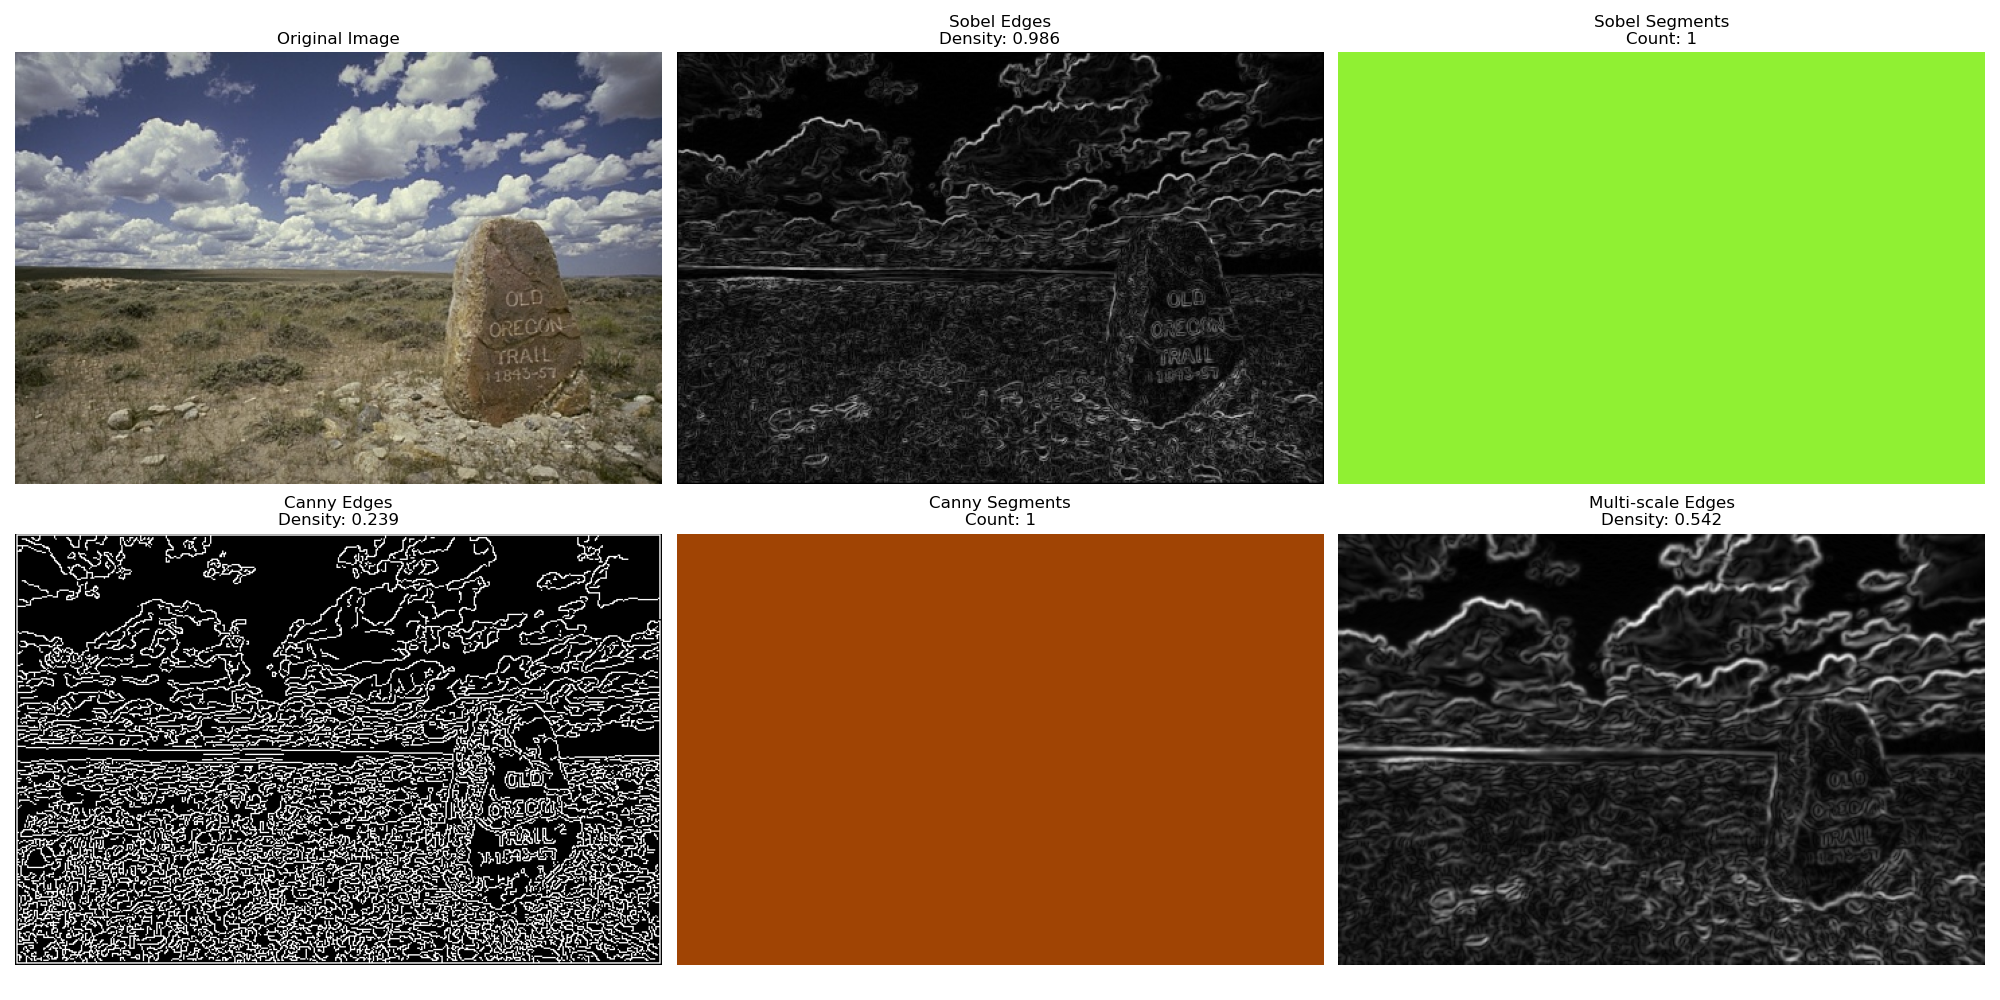 Original Image
Sobel Edges
Density: 0.986
Sobel Segments
Count: 1
OLD
OREGON
TRAIL
1843-57
OLD
OREGON
TRAIL
1843-57
Canny Edges
Density: 0.239
Canny Segments
Count: 1
Multi-scale Edges
Density: 0.542
OLD
OREGON
TRAIL
1843-57
OLD
OREGON
TRAIL
1843-57